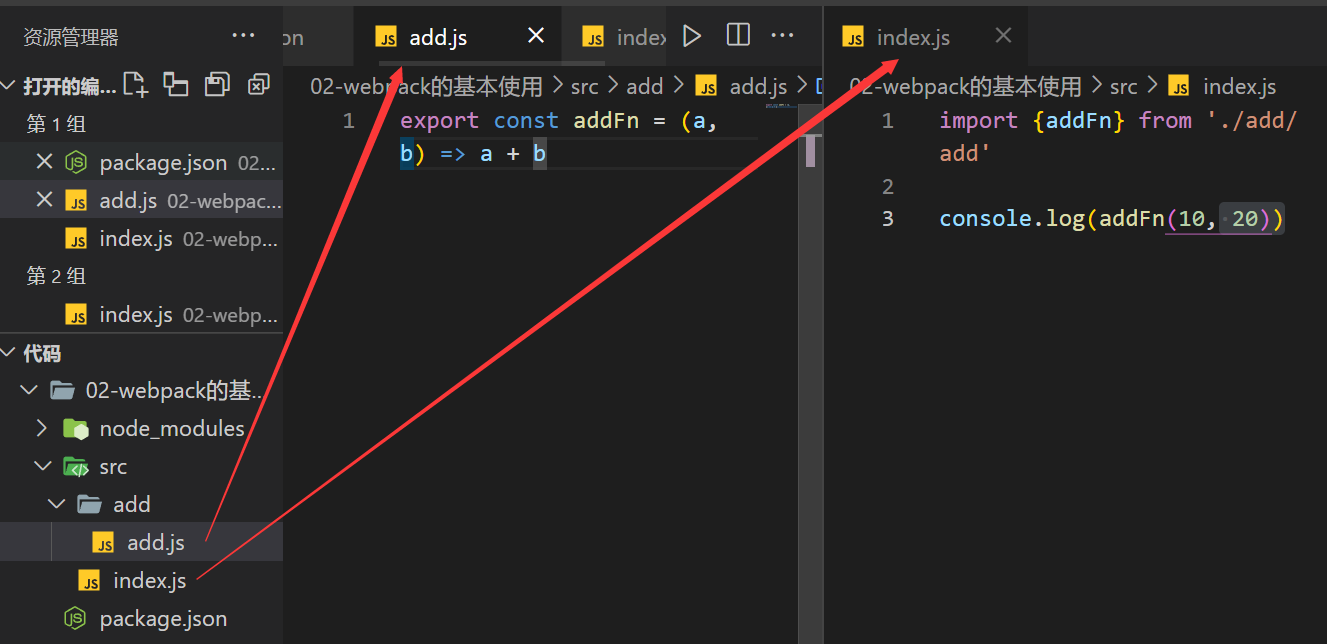 资源管理器 ···
on
add.js
index
···
index.js
打开的编...
第 1 组
package.json 02...
add.js 02-webpac...
index.js 02-webp...
第 2 组
index.js 02-webp...
代码
02-webpack的基...
node_modules
src
add
add.js
index.js
package.json
02-webpack的基本使用 > src > add > add.js >
1 export const addFn = (a,
b) => a + b
02-webpack的基本使用 > src > index.js
1 import {addFn} from './add/
add'
2
3 console.log(addFn(10, 20))